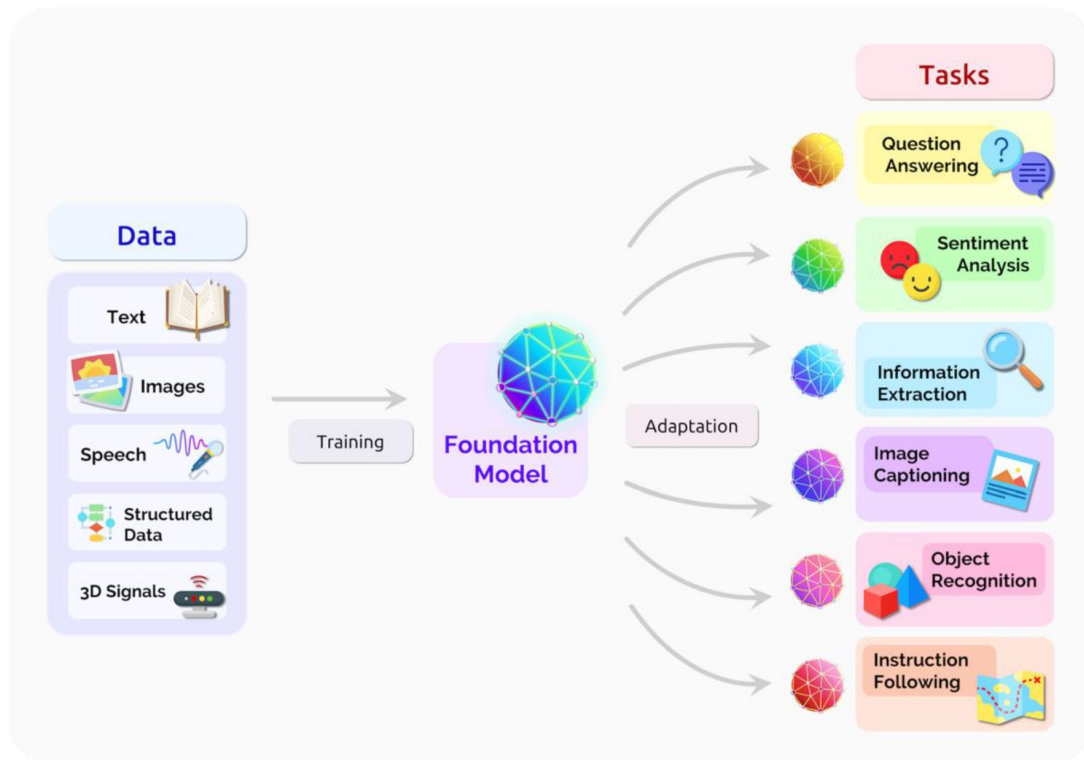 Data
Text
Images
Speech
Structured
Data
3D Signals
Training
Foundation
Model
Adaptation
Tasks
Question
Answering
Sentiment
Analysis
Information
Extraction
Image
Captioning
Object
Recognition
Instruction
Following